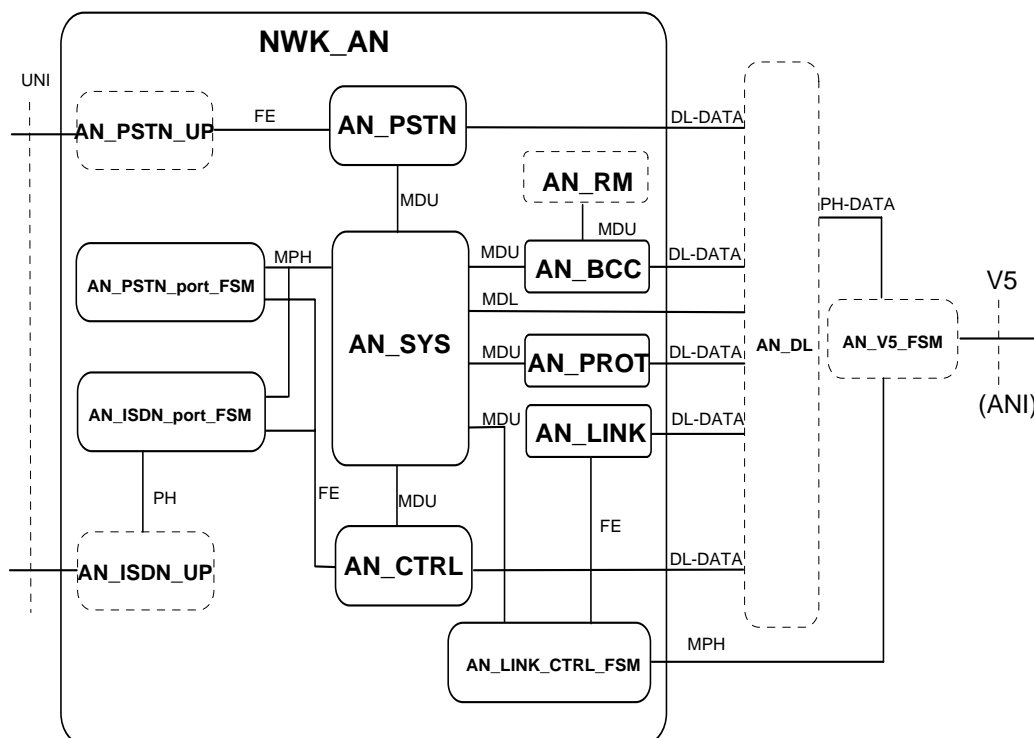 NWK_AN
UNI
AN_PSTN_UP
FE
AN_PSTN
DL-DATA
AN_RM
MDU
MDU
PH-DATA
MPH
MDU
AN_BCC
DL-DATA
AN_PSTN_port_FSM
V5
MDL
AN_SYS
AN_DL
AN_V5_FSM
MDU
AN_PROT
DL-DATA
(ANI)
AN_ISDN_port_FSM
MDU
AN_LINK
DL-DATA
PH
FE
MDU
FE
AN_ISDN_UP
AN_CTRL
DL-DATA
AN_LINK_CTRL_FSM
MPH